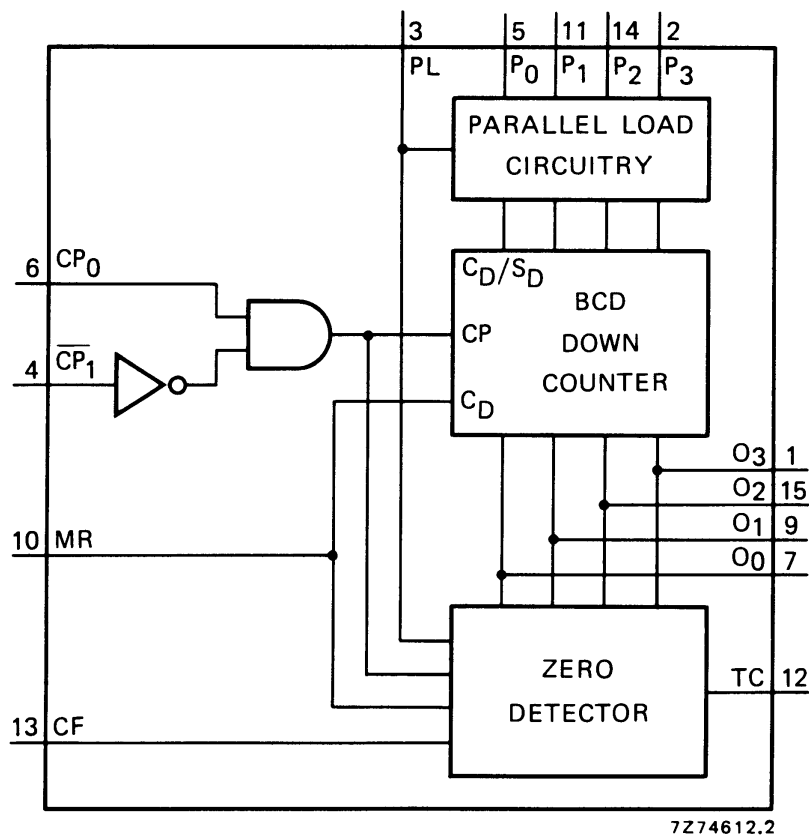 3 5 11 14 2
PL P0 P1 P2 P3
PARALLEL LOAD
CIRCUITRY
6 CP0
CD/SD
BCD
DOWN
COUNTER
CP
4 C̅P̅1̅
CD
O3 1
O2 15
O1 9
O0 7
10 MR
ZERO
DETECTOR
TC 12
13 CF
7Z74612.2